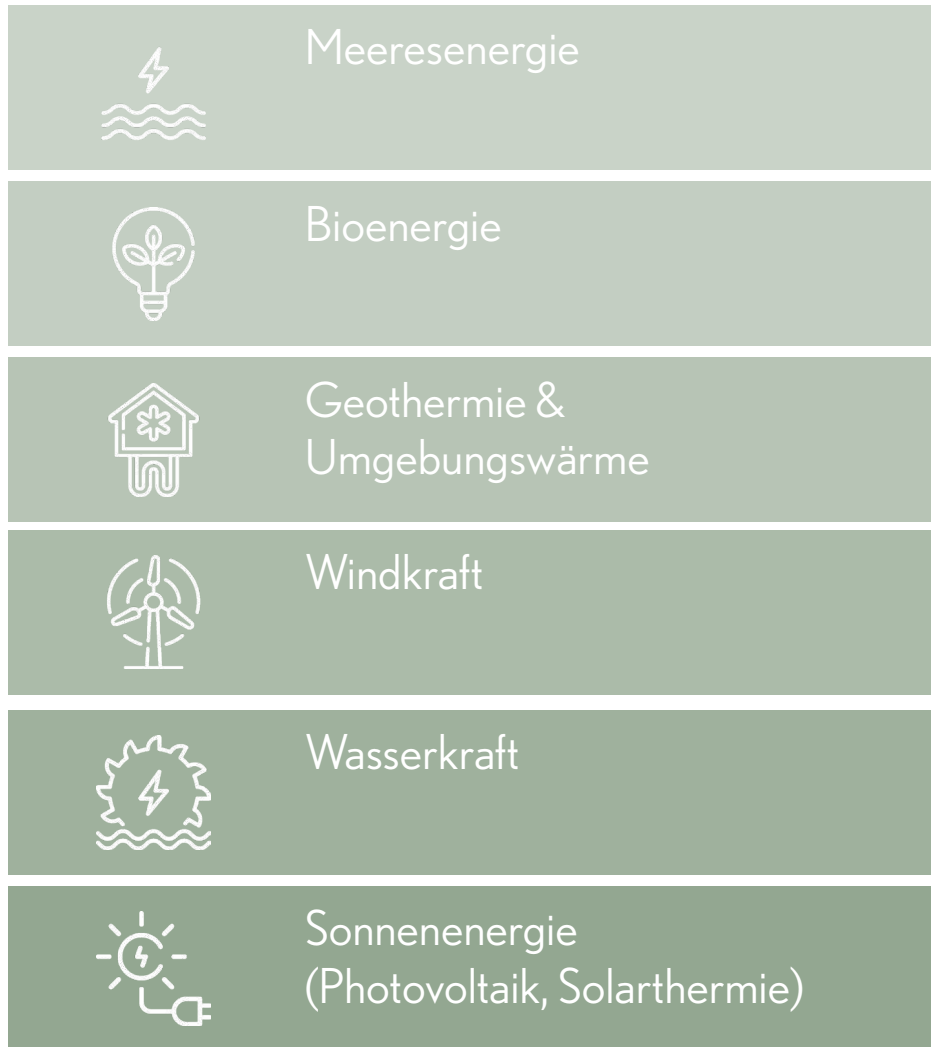 Meeresenergie
Bioenergie
Geothermie &
Umgebungswärme
Windkraft
Wasserkraft
Sonnenenergie
(Photovoltaik, Solarthermie)